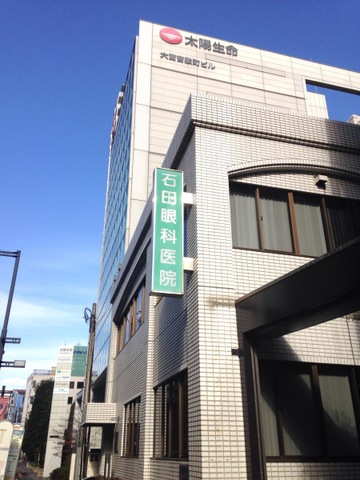 太陽生命
大宮吉敷町ビル
石田眼科医院